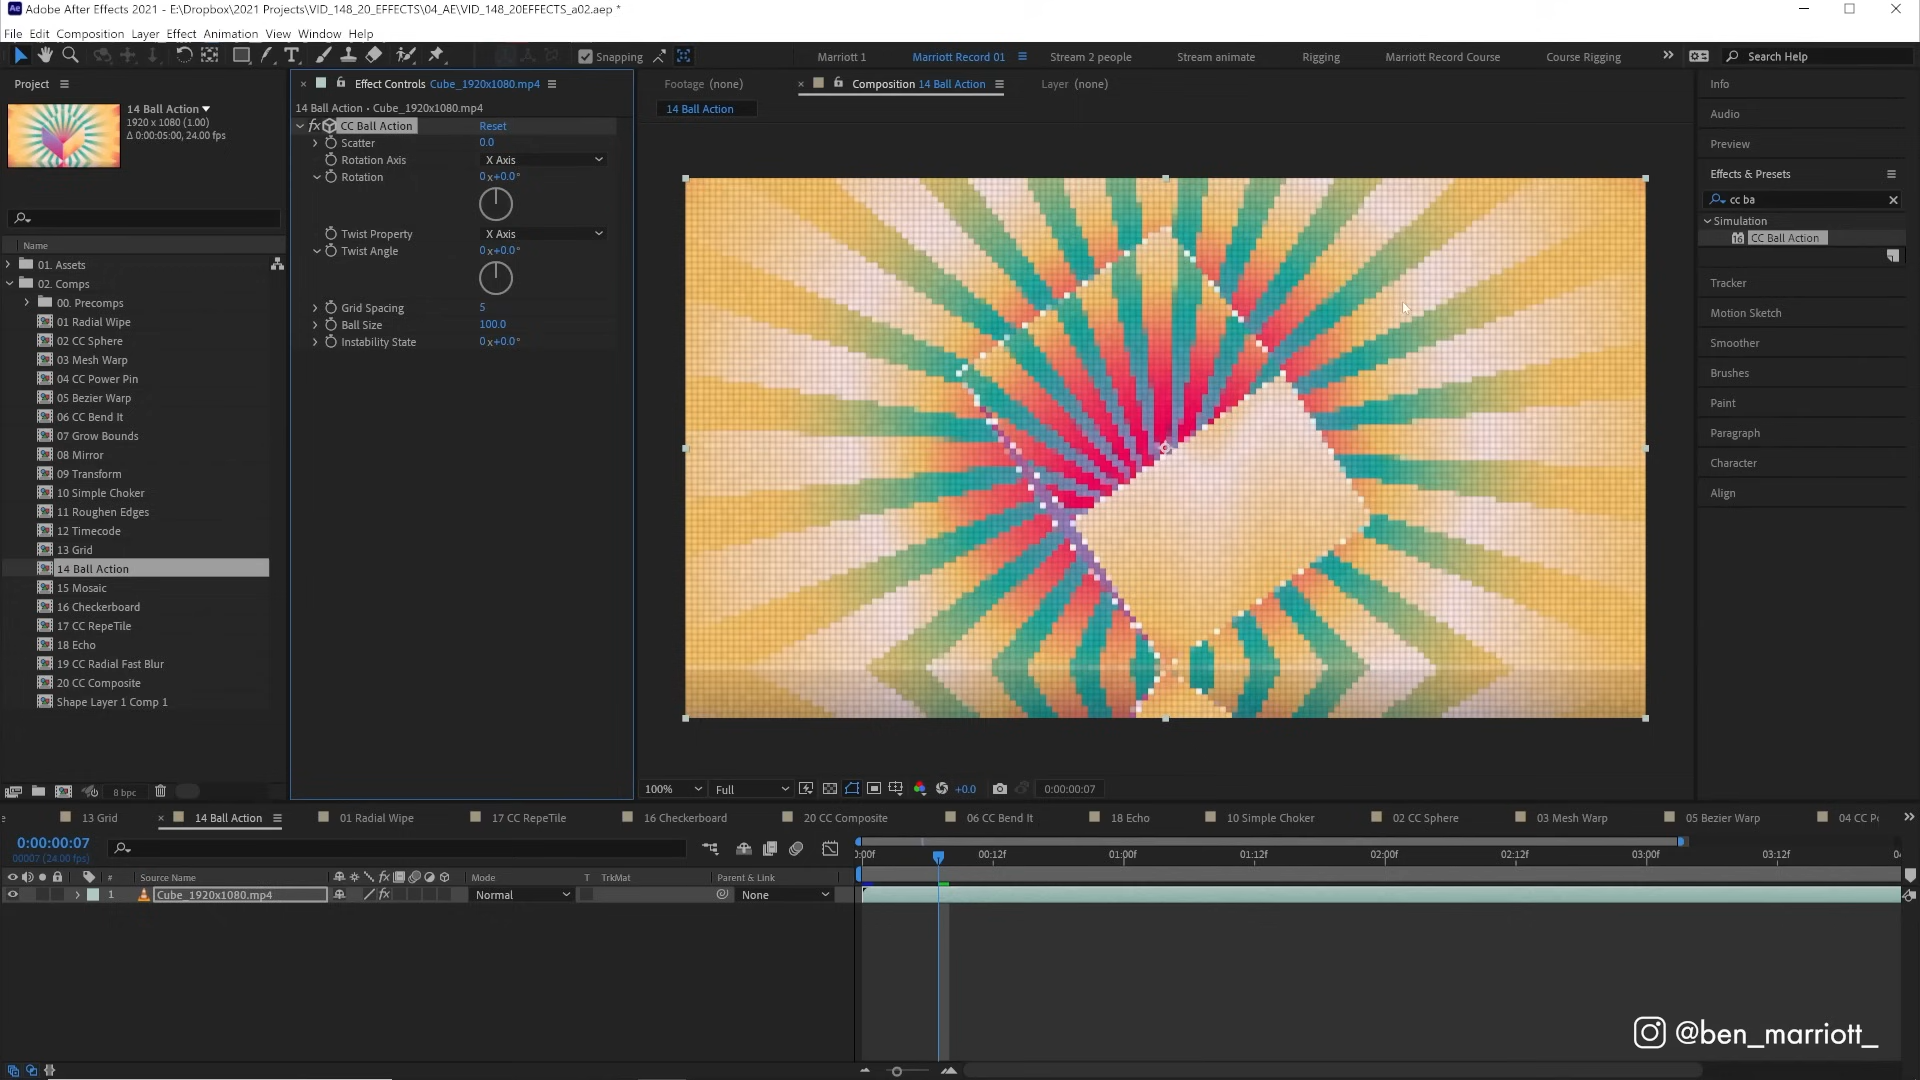 Adobe After Effects 2021 - E:\Dropbox\2021 Projects\VID_148_20_EFFECTS\04_AE\VID_148_20EFFECTS_a02.aep *
File Edit Composition Layer Effect Animation View Window Help
Snapping
Marriott 1 Marriott Record 01 Stream 2 people Stream animate Rigging Marriott Record Course Course Rigging
Search Help
Project
14 Ball Action
1920 x 1080 (1.00)
Δ 0:00:05:00, 24.00 fps
Name
01. Assets
02. Comps
00. Precomps
01 Radial Wipe
02 CC Sphere
03 Mesh Warp
04 CC Power Pin
05 Bezier Warp
06 CC Bend It
07 Grow Bounds
08 Mirror
09 Transform
10 Simple Choker
11 Roughen Edges
12 Timecode
13 Grid
14 Ball Action
15 Mosaic
16 Checkerboard
17 CC RepeTile
18 Echo
19 CC Radial Fast Blur
20 CC Composite
Shape Layer 1 Comp 1
8 bpc
Effect Controls Cube_1920x1080.mp4
14 Ball Action • Cube_1920x1080.mp4
fx CC Ball Action Reset
Scatter 0.0
Rotation Axis X Axis
Rotation 0x+0.0°
Twist Property X Axis
Twist Angle 0x+0.0°
Grid Spacing 5
Ball Size 100.0
Instability State 0x+0.0°
Footage (none) Composition 14 Ball Action Layer (none)
14 Ball Action
100% Full +0.0 0:00:00:07
Info
Audio
Preview
Effects & Presets
cc ba
Simulation
CC Ball Action
Tracker
Motion Sketch
Smoother
Brushes
Paint
Paragraph
Character
Align
13 Grid 14 Ball Action 01 Radial Wipe 17 CC RepeTile 16 Checkerboard 20 CC Composite 06 CC Bend It 18 Echo 10 Simple Choker 02 CC Sphere 03 Mesh Warp 05 Bezier Warp 04 CC P
0:00:00:07
00007 (24.00 fps)
:00f 00:12f 01:00f 01:12f 02:00f 02:12f 03:00f 03:12f
# Source Name fx Mode T TrkMat Parent & Link
1 Cube_1920x1080.mp4 fx Normal None
@ben_marriott_